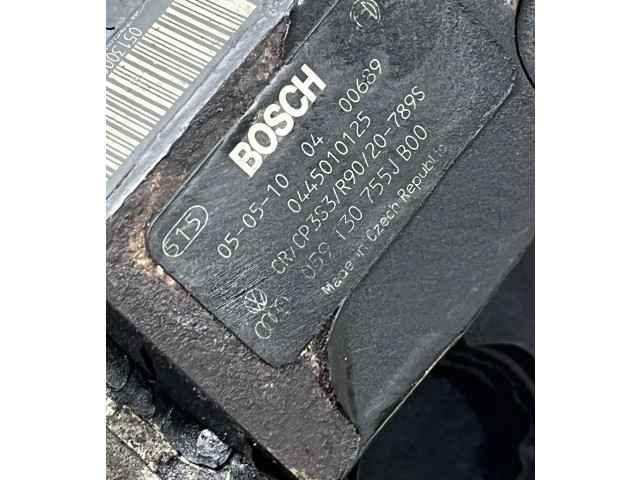 BOSCH
515
05-05-10 04 00689
0445010125
CR/CP3S3/R90/20-789S
059 130 755J B00
Made in Czech Republic